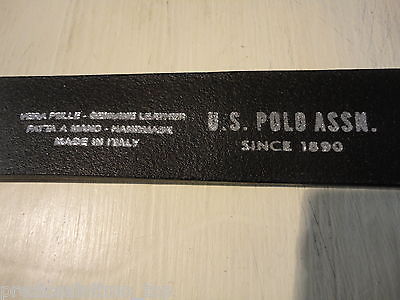 VERA PELLE - GENUINE LEATHER
FATTA A MANO - HANDMADE
MADE IN ITALY
U.S. POLO ASSN.
SINCE 1890